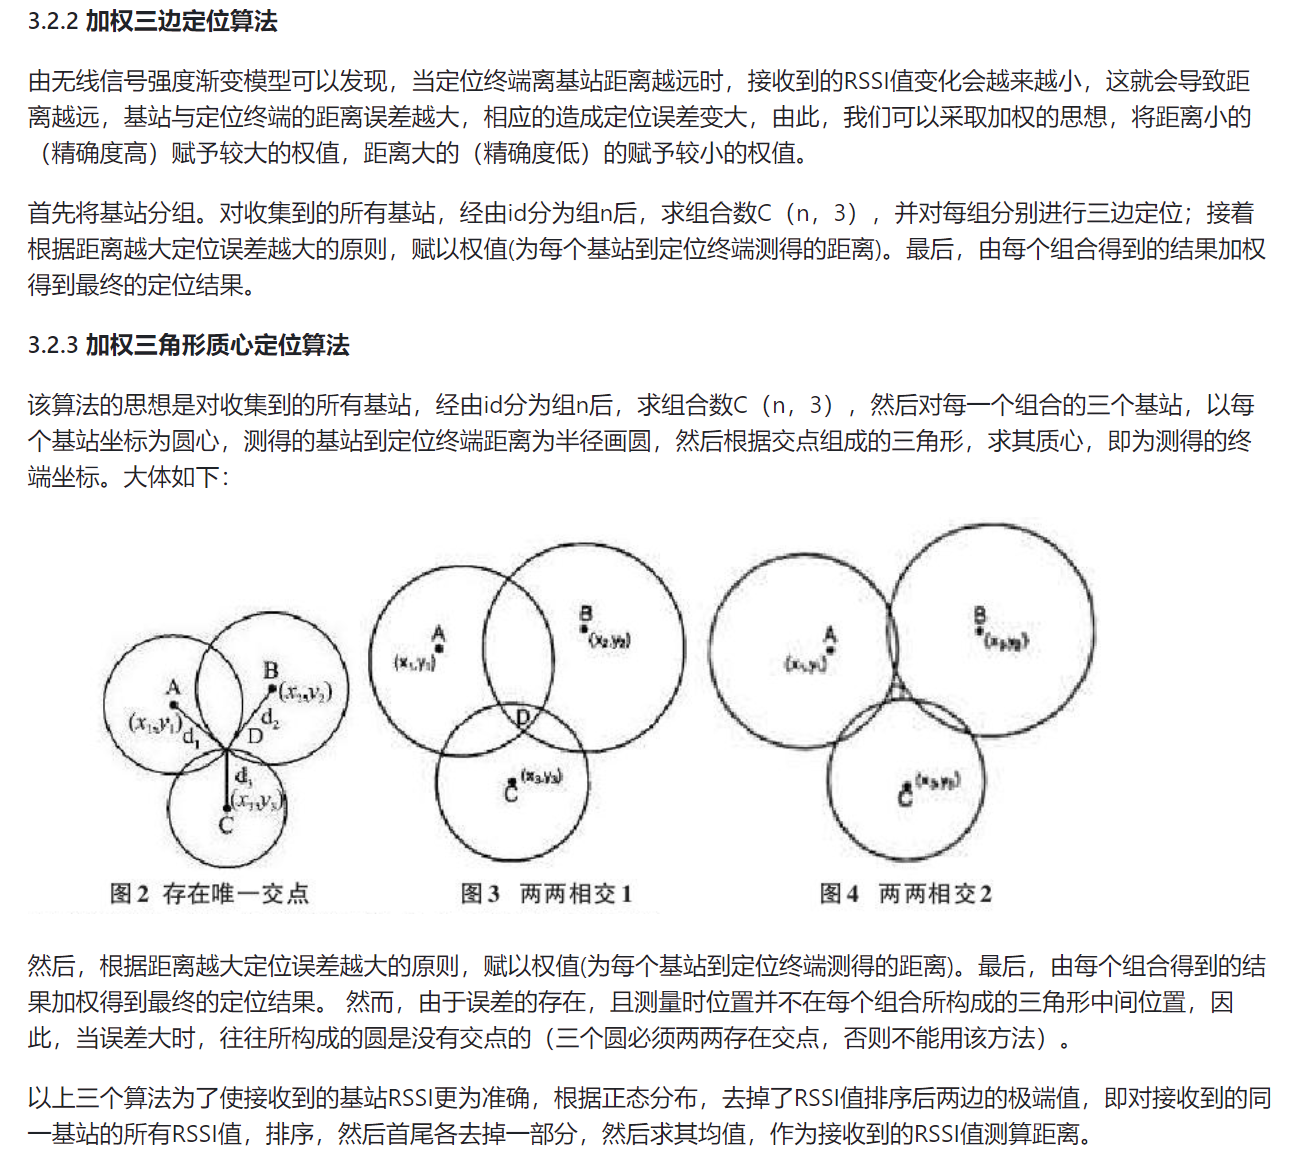 3.2.2 加权三边定位算法
由无线信号强度渐变模型可以发现，当定位终端离基站距离越远时，接收到的RSSI值变化会越来越小，这就会导致距
离越远，基站与定位终端的距离误差越大，相应的造成定位误差变大，由此，我们可以采取加权的思想，将距离小的
（精确度高）赋予较大的权值，距离大的（精确度低）的赋予较小的权值。
首先将基站分组。对收集到的所有基站，经由id分为组n后，求组合数C（n，3），并对每组分别进行三边定位；接着
根据距离越大定位误差越大的原则，赋以权值(为每个基站到定位终端测得的距离)。最后，由每个组合得到的结果加权
得到最终的定位结果。
3.2.3 加权三角形质心定位算法
该算法的思想是对收集到的所有基站，经由id分为组n后，求组合数C（n，3），然后对每一个组合的三个基站，以每
个基站坐标为圆心，测得的基站到定位终端距离为半径画圆，然后根据交点组成的三角形，求其质心，即为测得的终
端坐标。大体如下：
A
(x₁,y₁)
d₁
B
(x₂,y₂)
d₂
D
d₃
(x₃,y₃)
C
图2 存在唯一交点
A
(x₁,y₁)
B
(x₂,y₂)
P
(x₃,y₃)
C
图3 两两相交1
A
(x₁,y₁)
B
C
图4 两两相交2
然后，根据距离越大定位误差越大的原则，赋以权值(为每个基站到定位终端测得的距离)。最后，由每个组合得到的结
果加权得到最终的定位结果。 然而，由于误差的存在，且测量时位置并不在每个组合所构成的三角形中间位置，因
此，当误差大时，往往所构成的圆是没有交点的（三个圆必须两两存在交点，否则不能用该方法）。
以上三个算法为了使接收到的基站RSSI更为准确，根据正态分布，去掉了RSSI值排序后两边的极端值，即对接收到的同
一基站的所有RSSI值，排序，然后首尾各去掉一部分，然后求其均值，作为接收到的RSSI值测算距离。